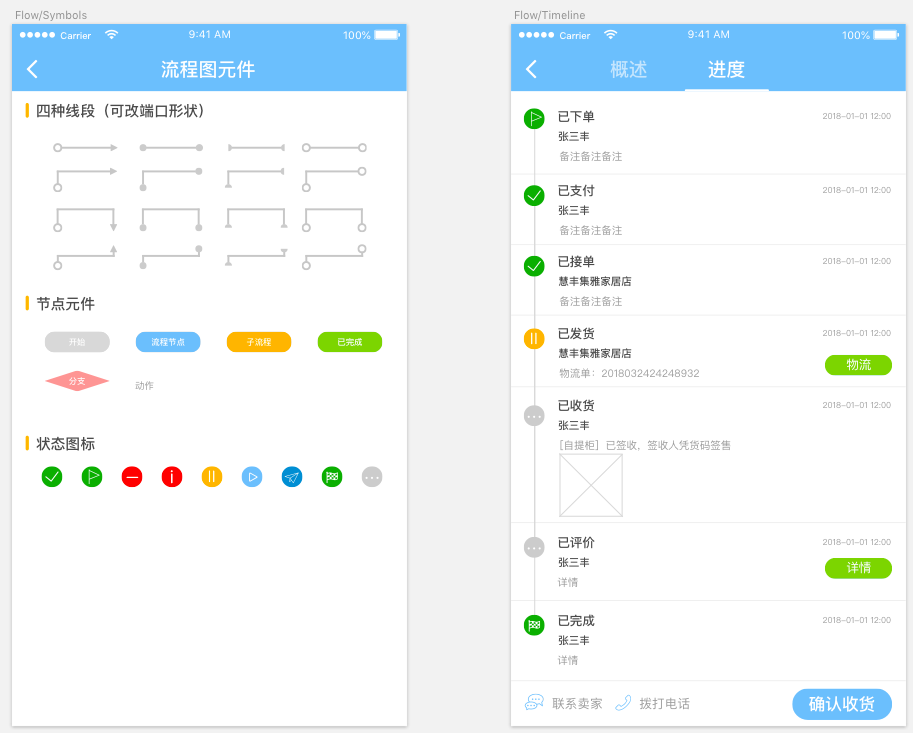 Flow/Symbols
Carrier 9:41 AM 100%
流程图元件
四种线段（可改端口形状）
节点元件
开始 流程节点 子流程 已完成
分支 动作
状态图标
Flow/Timeline
Carrier 9:41 AM 100%
概述 进度
已下单 2018-01-01 12:00
张三丰
备注备注备注
已支付 2018-01-01 12:00
张三丰
备注备注备注
已接单 2018-01-01 12:00
慧丰集雅家居店
备注备注备注
已发货 2018-01-01 12:00
慧丰集雅家居店
物流
物流单：2018032424248932
已收货 2018-01-01 12:00
张三丰
[自提柜] 已签收，签收人凭货码签售
已评价 2018-01-01 12:00
张三丰
详情
详情
已完成 2018-01-01 12:00
张三丰
详情
联系卖家 拨打电话 确认收货